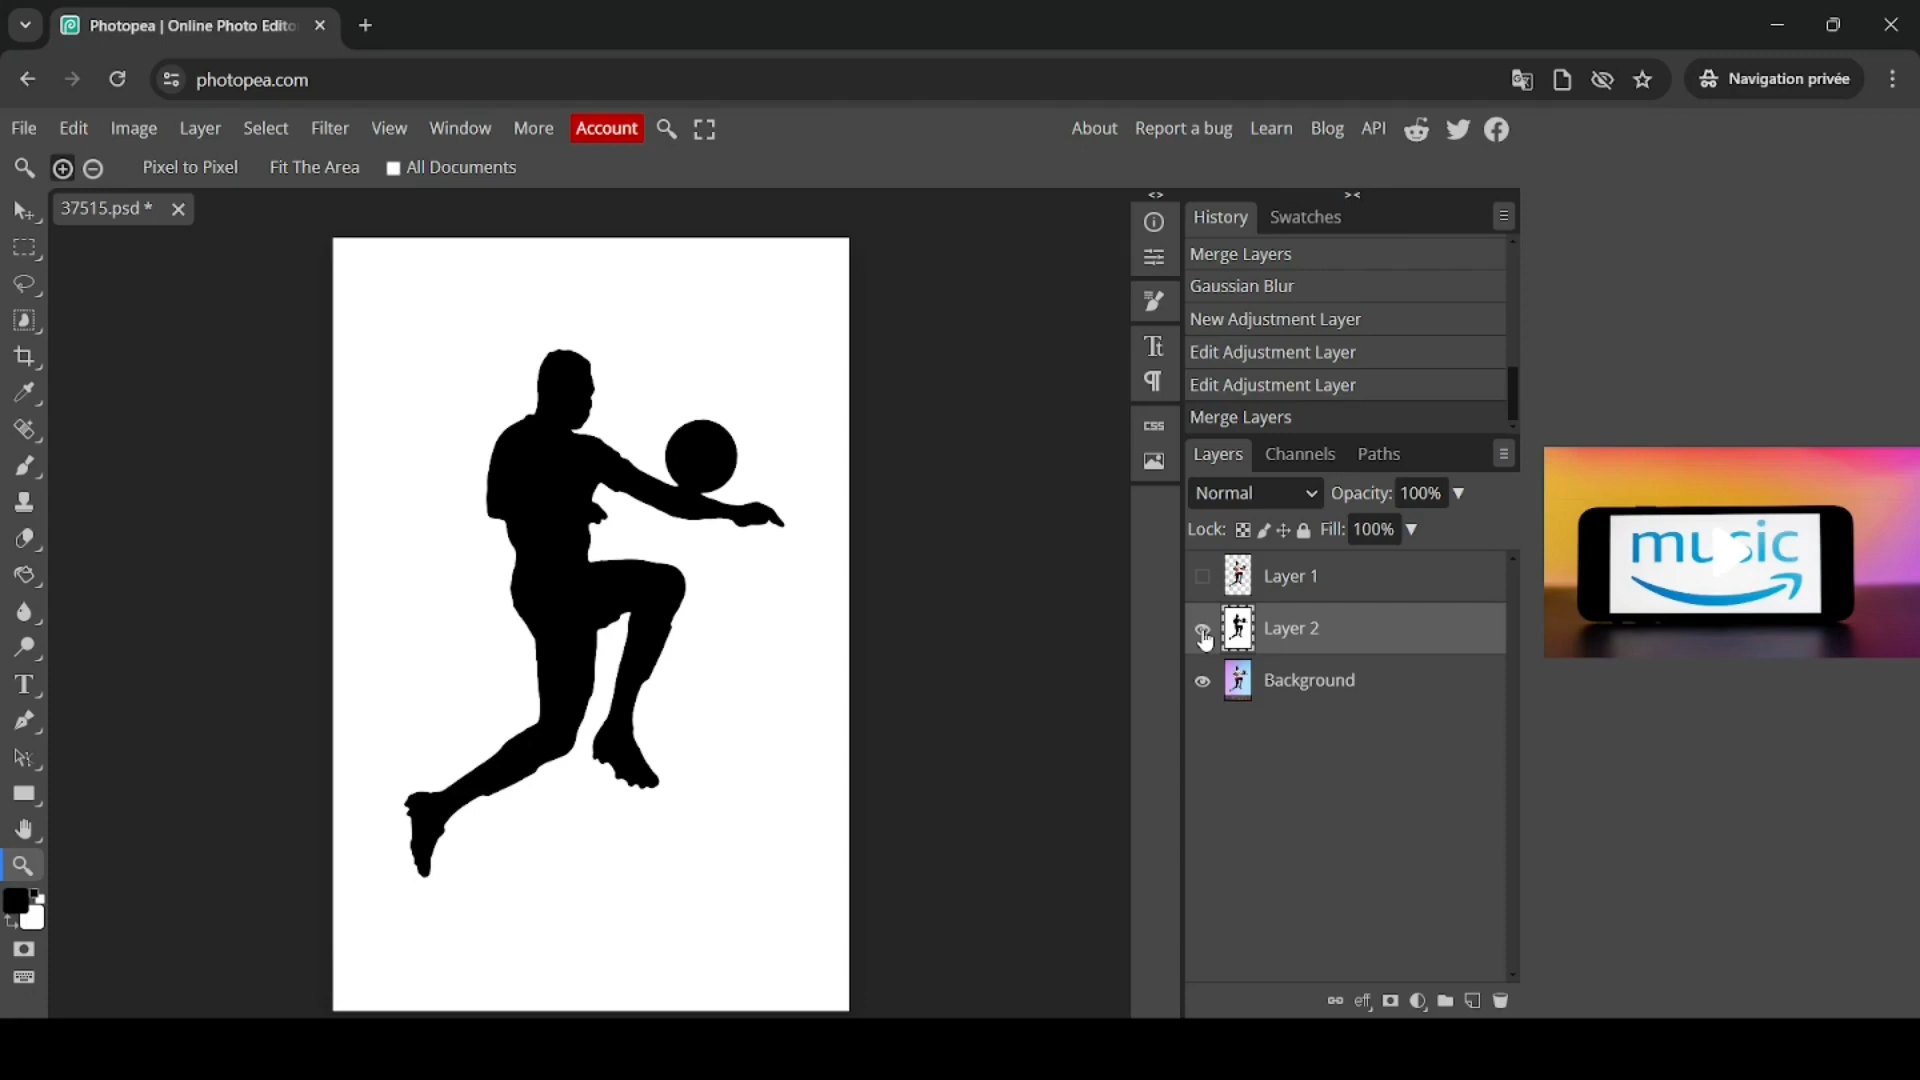 Photopea | Online Photo Edito
photopea.com
Navigation privée
File Edit Image Layer Select Filter View Window More Account
About Report a bug Learn Blog API
Pixel to Pixel Fit The Area All Documents
37515.psd *
History Swatches
Merge Layers
Gaussian Blur
New Adjustment Layer
Edit Adjustment Layer
Edit Adjustment Layer
Merge Layers
CSS
Layers Channels Paths
Normal Opacity: 100%
Lock: Fill: 100%
Layer 1
Layer 2
Background
eff
music